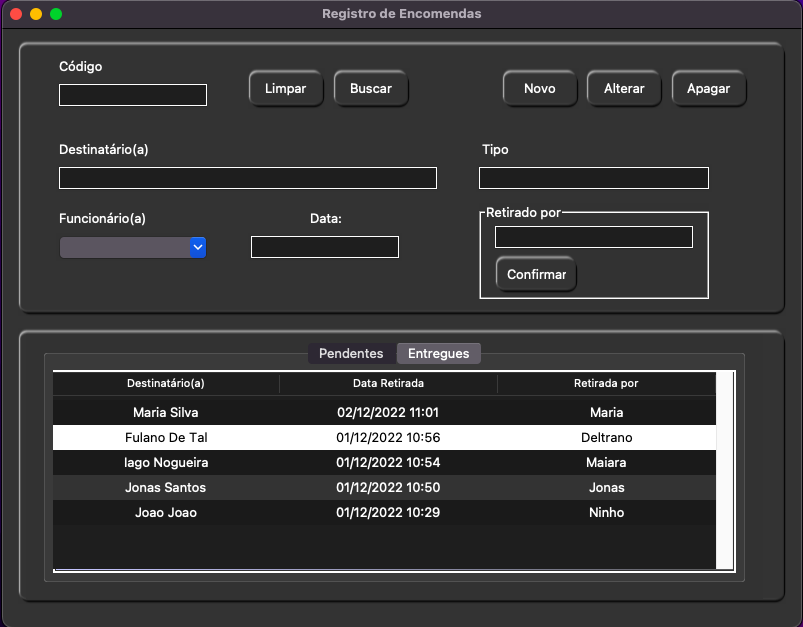 Registro de Encomendas
Código
Limpar Buscar Novo Alterar Apagar
Destinatário(a) Tipo
Funcionário(a) Data: Retirado por
Confirmar
Pendentes Entregues
Destinatário(a) Data Retirada Retirada por
Maria Silva 02/12/2022 11:01 Maria
Fulano De Tal 01/12/2022 10:56 Deltrano
Iago Nogueira 01/12/2022 10:54 Maiara
Jonas Santos 01/12/2022 10:50 Jonas
Joao Joao 01/12/2022 10:29 Ninho